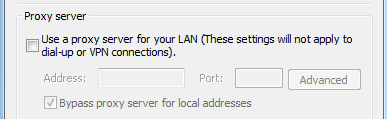 Proxy server
Use a proxy server for your LAN (These settings will not apply to
dial-up or VPN connections).
Address: Port: Advanced
Bypass proxy server for local addresses